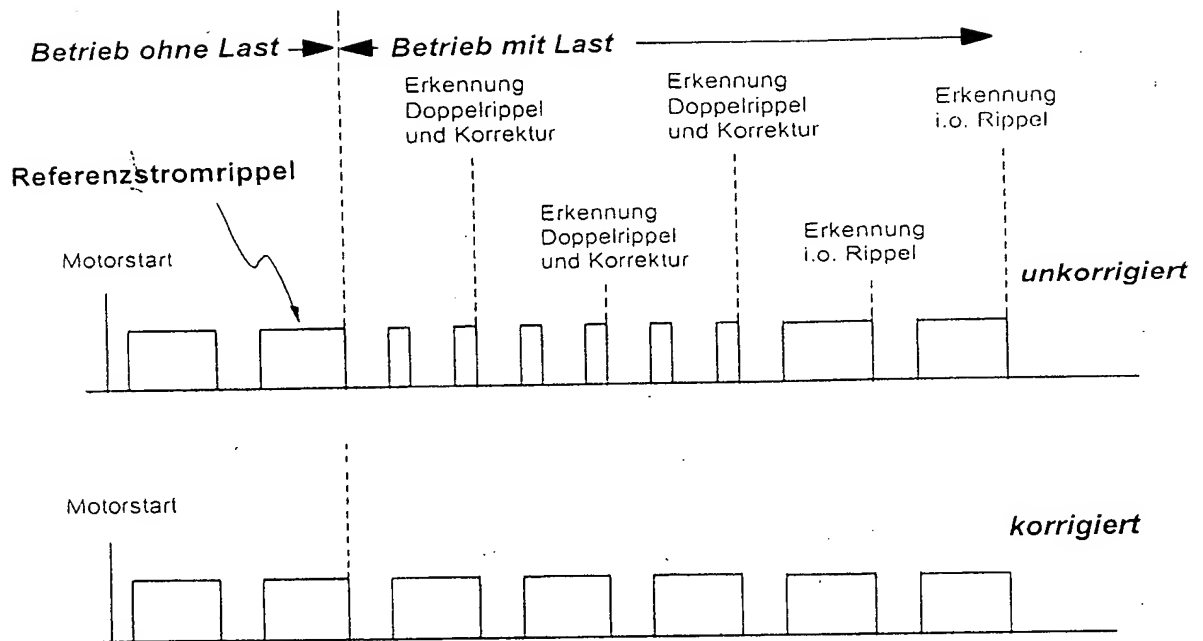 Betrieb ohne Last
Betrieb mit Last
Erkennung
Doppelrippel
und Korrektur
Erkennung
Doppelrippel
und Korrektur
Erkennung
i.o. Rippel
Referenzstromrippel
Erkennung
Doppelrippel
und Korrektur
Erkennung
i.o. Rippel
Motorstart
unkorrigiert
Motorstart
korrigiert